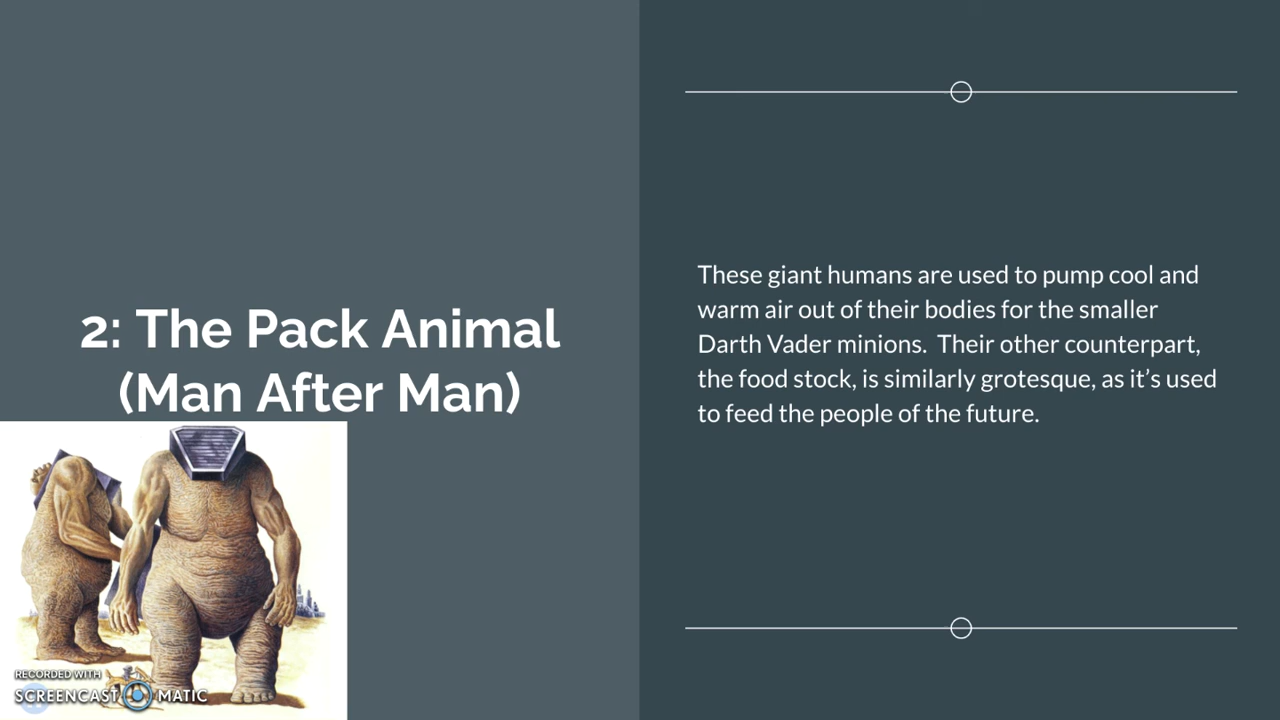 2: The Pack Animal
(Man After Man)
These giant humans are used to pump cool and
warm air out of their bodies for the smaller
Darth Vader minions.  Their other counterpart,
the food stock, is similarly grotesque, as it’s used
to feed the people of the future.
RECORDED WITH
SCREENCAST MATIC